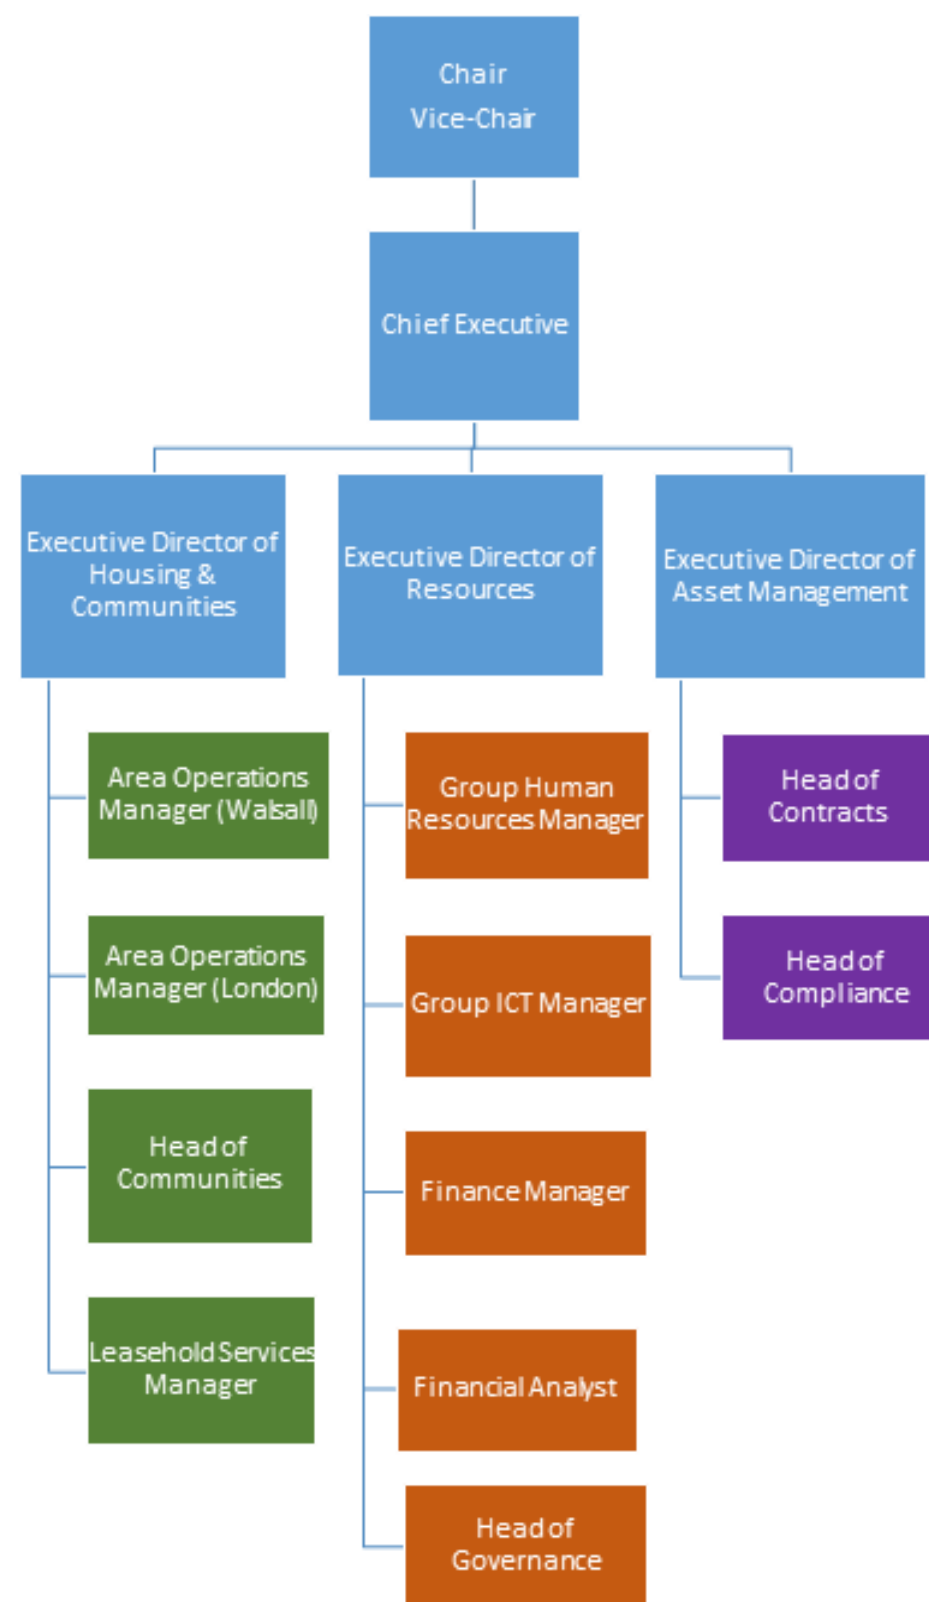 Chair
Vice-Chair
Chief Executive
Executive Director of
Housing &
Communities
Executive Director of
Resources
Executive Director of
Asset Management
Area Operations
Manager (Walsall)
Area Operations
Manager (London)
Head of
Communities
Leasehold Services
Manager
Group Human
Resources Manager
Group ICT Manager
Finance Manager
Financial Analyst
Head of
Governance
Head of
Contracts
Head of
Compliance